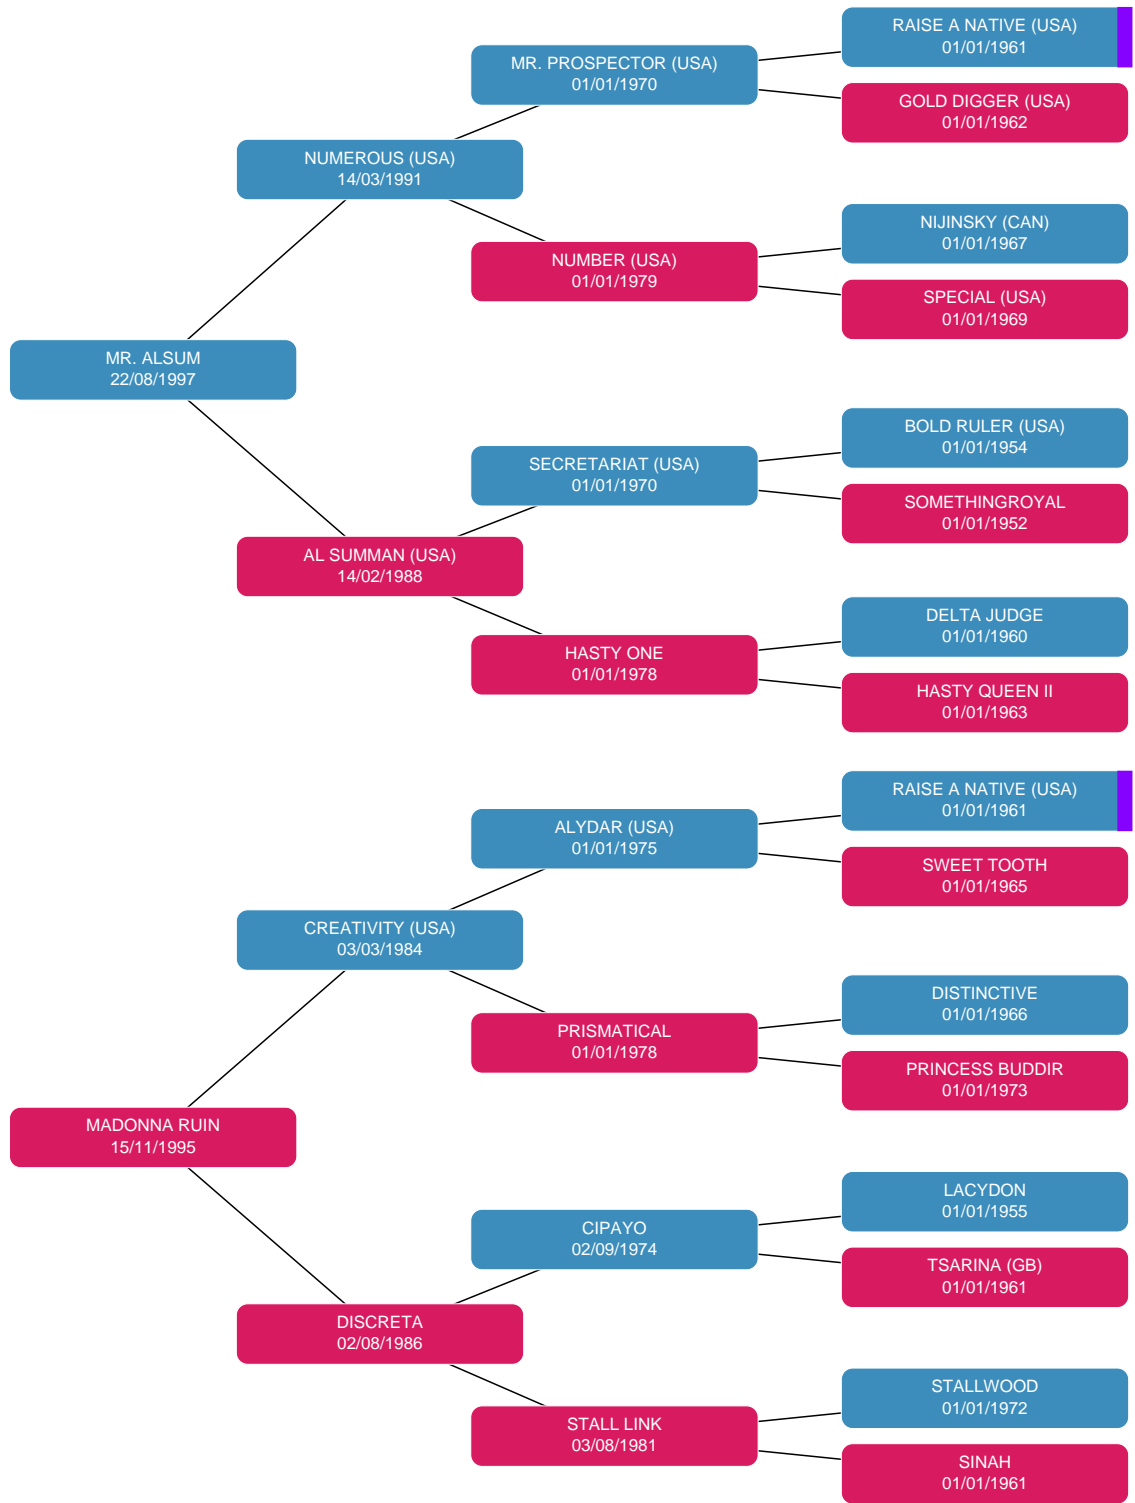 RAISE A NATIVE (USA)
01/01/1961
MR. PROSPECTOR (USA)
01/01/1970
GOLD DIGGER (USA)
01/01/1962
NUMEROUS (USA)
14/03/1991
NIJINSKY (CAN)
01/01/1967
NUMBER (USA)
01/01/1979
SPECIAL (USA)
01/01/1969
MR. ALSUM
22/08/1997
BOLD RULER (USA)
01/01/1954
SECRETARIAT (USA)
01/01/1970
SOMETHINGROYAL
01/01/1952
AL SUMMAN (USA)
14/02/1988
DELTA JUDGE
01/01/1960
HASTY ONE
01/01/1978
HASTY QUEEN II
01/01/1963
RAISE A NATIVE (USA)
01/01/1961
ALYDAR (USA)
01/01/1975
SWEET TOOTH
01/01/1965
CREATIVITY (USA)
03/03/1984
DISTINCTIVE
01/01/1966
PRISMATICAL
01/01/1978
PRINCESS BUDDIR
01/01/1973
MADONNA RUIN
15/11/1995
LACYDON
01/01/1955
CIPAYO
02/09/1974
TSARINA (GB)
01/01/1961
DISCRETA
02/08/1986
STALLWOOD
01/01/1972
STALL LINK
03/08/1981
SINAH
01/01/1961